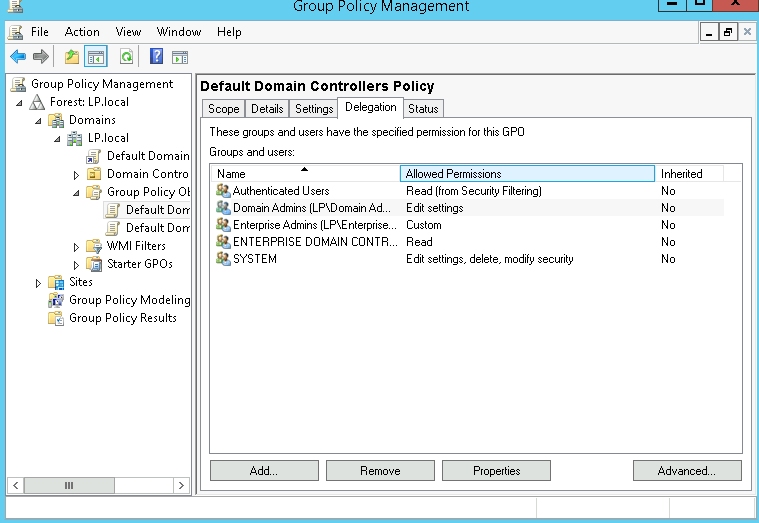 Group Policy Management
File Action View Window Help
Group Policy Management
Forest: LP.local
Domains
LP.local
Default Domain
Domain Contro
Group Policy Ob
Default Dom
Default Dom
WMI Filters
Starter GPOs
Sites
Group Policy Modeling
Group Policy Results
Default Domain Controllers Policy
Scope Details Settings Delegation Status
These groups and users have the specified permission for this GPO
Groups and users:
Name Allowed Permissions Inherited
Authenticated Users Read (from Security Filtering) No
Domain Admins (LP\Domain Ad... Edit settings No
Enterprise Admins (LP\Enterprise... Custom No
ENTERPRISE DOMAIN CONTR... Read No
SYSTEM Edit settings, delete, modify security No
Add... Remove Properties Advanced...